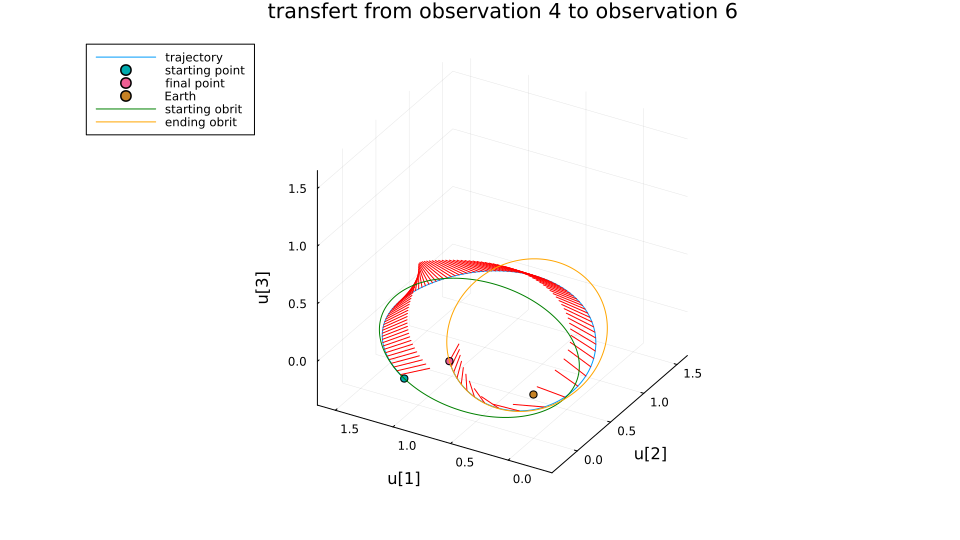 transfert from observation 4 to observation 6
trajectory
starting point
final point
Earth
starting obrit
ending obrit
1.5
1.0
0.5
0.0
u[3]
1.5
1.0
0.5
0.0
u[1]
0.0
0.5
1.0
1.5
u[2]